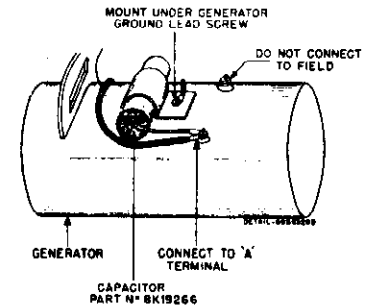 MOUNT UNDER GENERATOR
GROUND LEAD SCREW
DO NOT CONNECT
TO FIELD
GENERATOR
CONNECT TO 'A'
TERMINAL
CAPACITOR
PART Nº 8K19266